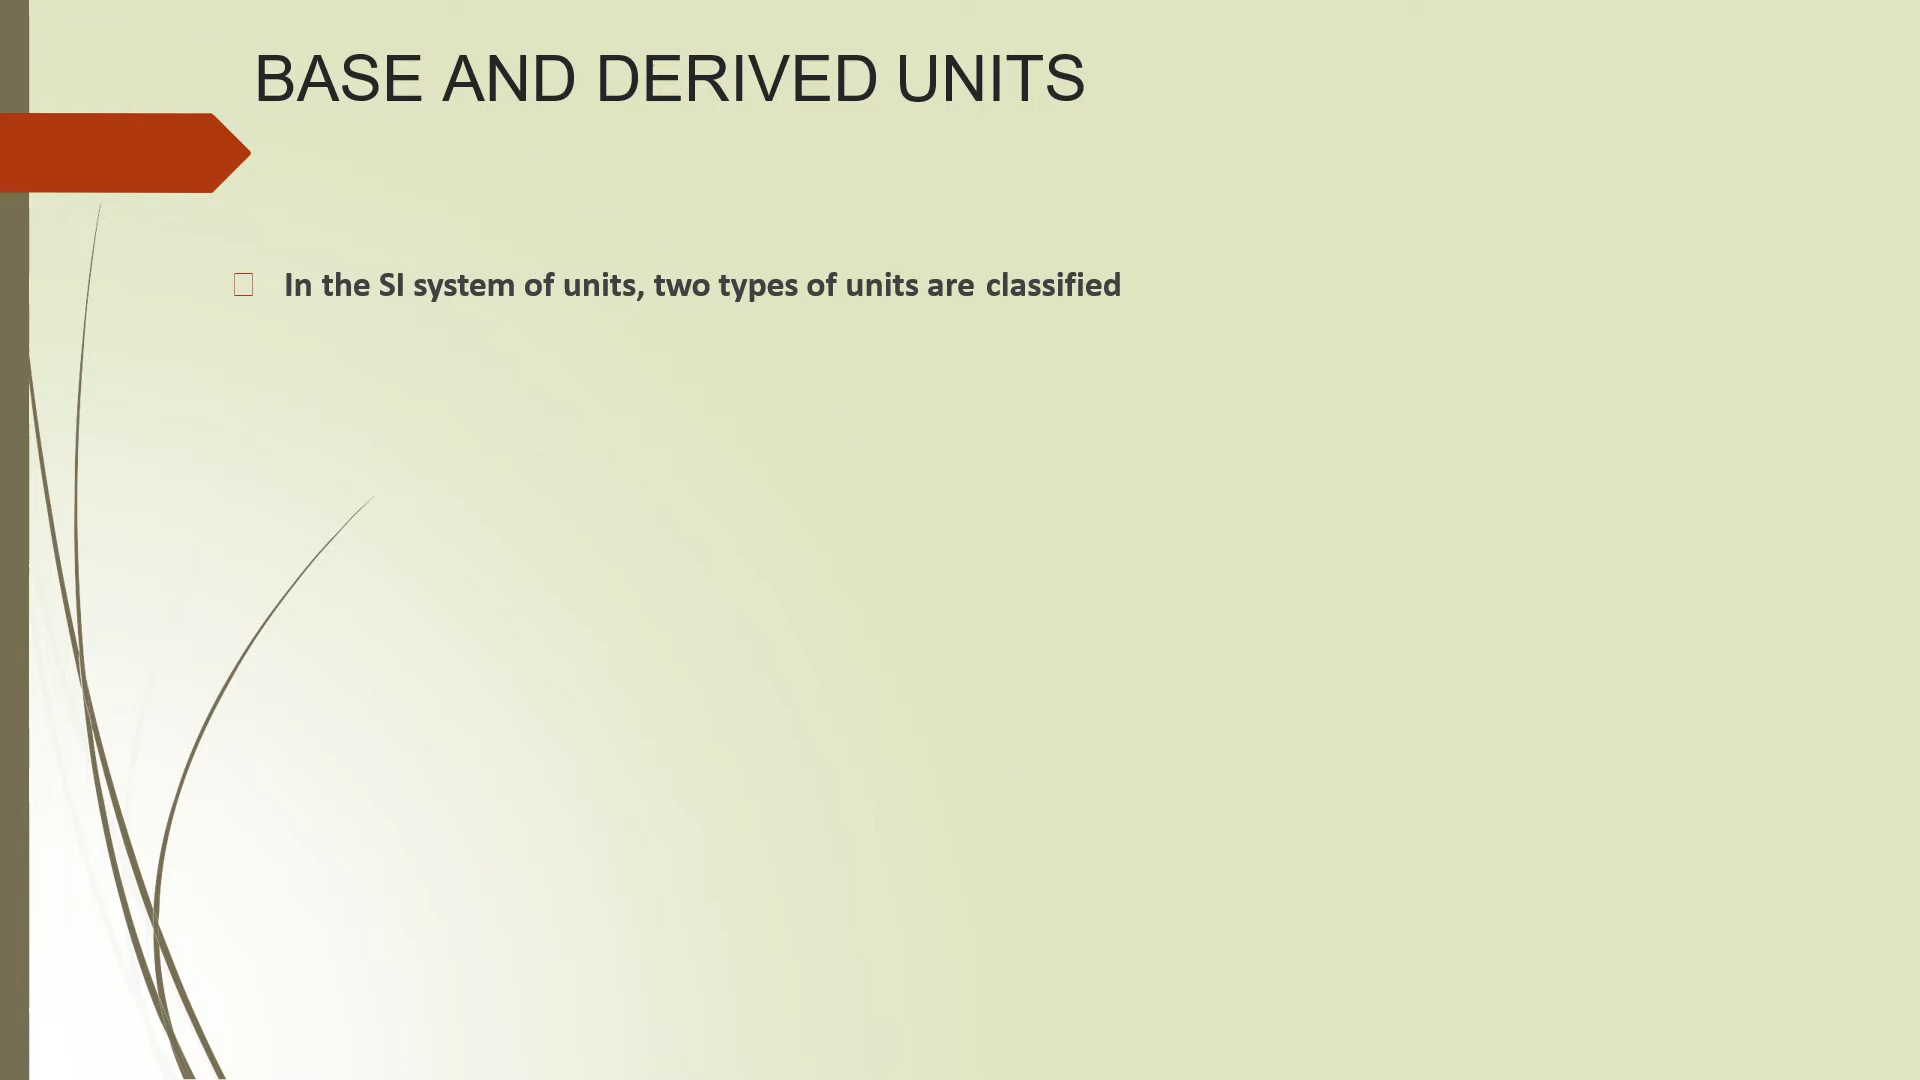 BASE AND DERIVED UNITS
In the SI system of units, two types of units are classified